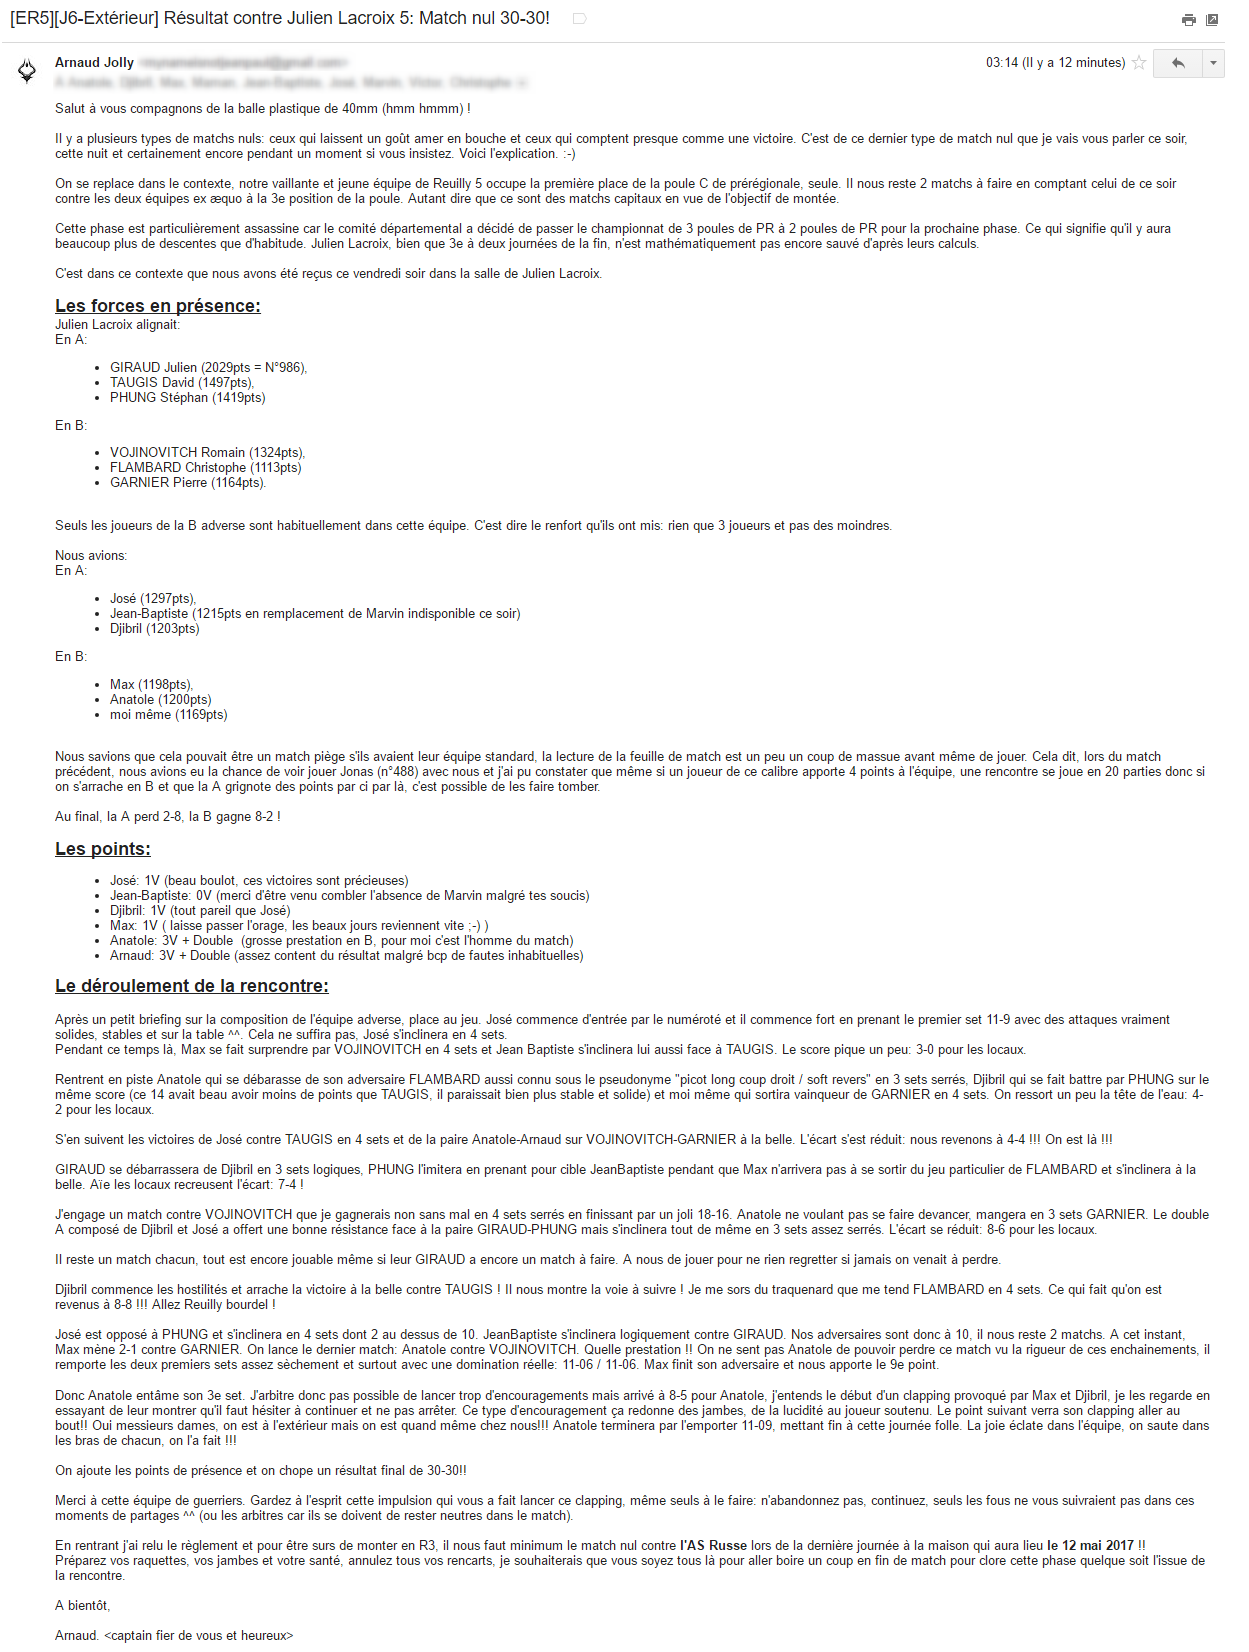 [ER5][J6-Extérieur] Résultat contre Julien Lacroix 5: Match nul 30-30!
Arnaud Jolly
03:14 (Il y a 12 minutes)
Salut à vous compagnons de la balle plastique de 40mm (hmm hmmm) !
Il y a plusieurs types de matchs nuls: ceux qui laissent un goût amer en bouche et ceux qui comptent presque comme une victoire. C'est de ce dernier type de match nul que je vais vous parler ce soir,
cette nuit et certainement encore pendant un moment si vous insistez. Voici l'explication. :-)
On se replace dans le contexte, notre vaillante et jeune équipe de Reuilly 5 occupe la première place de la poule C de prérégionale, seule. Il nous reste 2 matchs à faire en comptant celui de ce soir
contre les deux équipes ex æquo à la 3e position de la poule. Autant dire que ce sont des matchs capitaux en vue de l'objectif de montée.
Cette phase est particulièrement assassine car le comité départemental a décidé de passer le championnat de 3 poules de PR à 2 poules de PR pour la prochaine phase. Ce qui signifie qu'il y aura
beaucoup plus de descentes que d'habitude. Julien Lacroix, bien que 3e à deux journées de la fin, n'est mathématiquement pas encore sauvé d'après leurs calculs.
C'est dans ce contexte que nous avons été reçus ce vendredi soir dans la salle de Julien Lacroix.
Les forces en présence:
Julien Lacroix alignait:
En A:
• GIRAUD Julien (2029pts = N°986),
• TAUGIS David (1497pts),
• PHUNG Stéphan (1419pts)
En B:
• VOJINOVITCH Romain (1324pts),
• FLAMBARD Christophe (1113pts)
• GARNIER Pierre (1164pts).
Seuls les joueurs de la B adverse sont habituellement dans cette équipe. C'est dire le renfort qu'ils ont mis: rien que 3 joueurs et pas des moindres.
Nous avions:
En A:
• José (1297pts),
• Jean-Baptiste (1215pts en remplacement de Marvin indisponible ce soir)
• Djibril (1203pts)
En B:
• Max (1198pts),
• Anatole (1200pts)
• moi même (1169pts)
Nous savions que cela pouvait être un match piège s'ils avaient leur équipe standard, la lecture de la feuille de match est un peu un coup de massue avant même de jouer. Cela dit, lors du match
précédent, nous avions eu la chance de voir jouer Jonas (n°488) avec nous et j'ai pu constater que même si un joueur de ce calibre apporte 4 points à l'équipe, une rencontre se joue en 20 parties donc si
on s'arrache en B et que la A grignote des points par ci par là, c'est possible de les faire tomber.
Au final, la A perd 2-8, la B gagne 8-2 !
Les points:
• José: 1V (beau boulot, ces victoires sont précieuses)
• Jean-Baptiste: 0V (merci d'être venu combler l'absence de Marvin malgré tes soucis)
• Djibril: 1V (tout pareil que José)
• Max: 1V ( laisse passer l'orage, les beaux jours reviennent vite ;-) )
• Anatole: 3V + Double  (grosse prestation en B, pour moi c'est l'homme du match)
• Arnaud: 3V + Double (assez content du résultat malgré bcp de fautes inhabituelles)
Le déroulement de la rencontre:
Après un petit briefing sur la composition de l'équipe adverse, place au jeu. José commence d'entrée par le numéroté et il commence fort en prenant le premier set 11-9 avec des attaques vraiment
solides, stables et sur la table ^^. Cela ne suffira pas, José s'inclinera en 4 sets.
Pendant ce temps là, Max se fait surprendre par VOJINOVITCH en 4 sets et Jean Baptiste s'inclinera lui aussi face à TAUGIS. Le score pique un peu: 3-0 pour les locaux.
Rentrent en piste Anatole qui se débarasse de son adversaire FLAMBARD aussi connu sous le pseudonyme "picot long coup droit / soft revers" en 3 sets serrés, Djibril qui se fait battre par PHUNG sur le
même score (ce 14 avait beau avoir moins de points que TAUGIS, il paraissait bien plus stable et solide) et moi même qui sortira vainqueur de GARNIER en 4 sets. On ressort un peu la tête de l'eau: 4-
2 pour les locaux.
S'en suivent les victoires de José contre TAUGIS en 4 sets et de la paire Anatole-Arnaud sur VOJINOVITCH-GARNIER à la belle. L'écart s'est réduit: nous revenons à 4-4 !!! On est là !!!
GIRAUD se débarrassera de Djibril en 3 sets logiques, PHUNG l'imitera en prenant pour cible JeanBaptiste pendant que Max n'arrivera pas à se sortir du jeu particulier de FLAMBARD et s'inclinera à la
belle. Aïe les locaux recreusent l'écart: 7-4 !
J'engage un match contre VOJINOVITCH que je gagnerais non sans mal en 4 sets serrés en finissant par un joli 18-16. Anatole ne voulant pas se faire devancer, mangera en 3 sets GARNIER. Le double
A composé de Djibril et José a offert une bonne résistance face à la paire GIRAUD-PHUNG mais s'inclinera tout de même en 3 sets assez serrés. L'écart se réduit: 8-6 pour les locaux.
Il reste un match chacun, tout est encore jouable même si leur GIRAUD a encore un match à faire. A nous de jouer pour ne rien regretter si jamais on venait à perdre.
Djibril commence les hostilités et arrache la victoire à la belle contre TAUGIS ! Il nous montre la voie à suivre ! Je me sors du traquenard que me tend FLAMBARD en 4 sets. Ce qui fait qu'on est
revenus à 8-8 !!! Allez Reuilly bourdel !
José est opposé à PHUNG et s'inclinera en 4 sets dont 2 au dessus de 10. JeanBaptiste s'inclinera logiquement contre GIRAUD. Nos adversaires sont donc à 10, il nous reste 2 matchs. A cet instant,
Max mène 2-1 contre GARNIER. On lance le dernier match: Anatole contre VOJINOVITCH. Quelle prestation !! On ne sent pas Anatole de pouvoir perdre ce match vu la rigueur de ces enchainements, il
remporte les deux premiers sets assez sèchement et surtout avec une domination réelle: 11-06 / 11-06. Max finit son adversaire et nous apporte le 9e point.
Donc Anatole entâme son 3e set. J'arbitre donc pas possible de lancer trop d'encouragements mais arrivé à 8-5 pour Anatole, j'entends le début d'un clapping provoqué par Max et Djibril, je les regarde en
essayant de leur montrer qu'il faut hésiter à continuer et ne pas arrêter. Ce type d'encouragement ça redonne des jambes, de la lucidité au joueur soutenu. Le point suivant verra son clapping aller au
bout!! Oui messieurs dames, on est à l'extérieur mais on est quand même chez nous!!! Anatole terminera par l'emporter 11-09, mettant fin à cette journée folle. La joie éclate dans l'équipe, on saute dans
les bras de chacun, on l'a fait !!!
On ajoute les points de présence et on chope un résultat final de 30-30!!
Merci à cette équipe de guerriers. Gardez à l'esprit cette impulsion qui vous a fait lancer ce clapping, même seuls à le faire: n'abandonnez pas, continuez, seuls les fous ne vous suivraient pas dans ces
moments de partages ^^ (ou les arbitres car ils se doivent de rester neutres dans le match).
En rentrant j'ai relu le règlement et pour être surs de monter en R3, il nous faut minimum le match nul contre l'AS Russe lors de la dernière journée à la maison qui aura lieu le 12 mai 2017 !!
Préparez vos raquettes, vos jambes et votre santé, annulez tous vos rencarts, je souhaiterais que vous soyez tous là pour aller boire un coup en fin de match pour clore cette phase quelque soit l'issue de
la rencontre.
A bientôt,
Arnaud. <captain fier de vous et heureux>